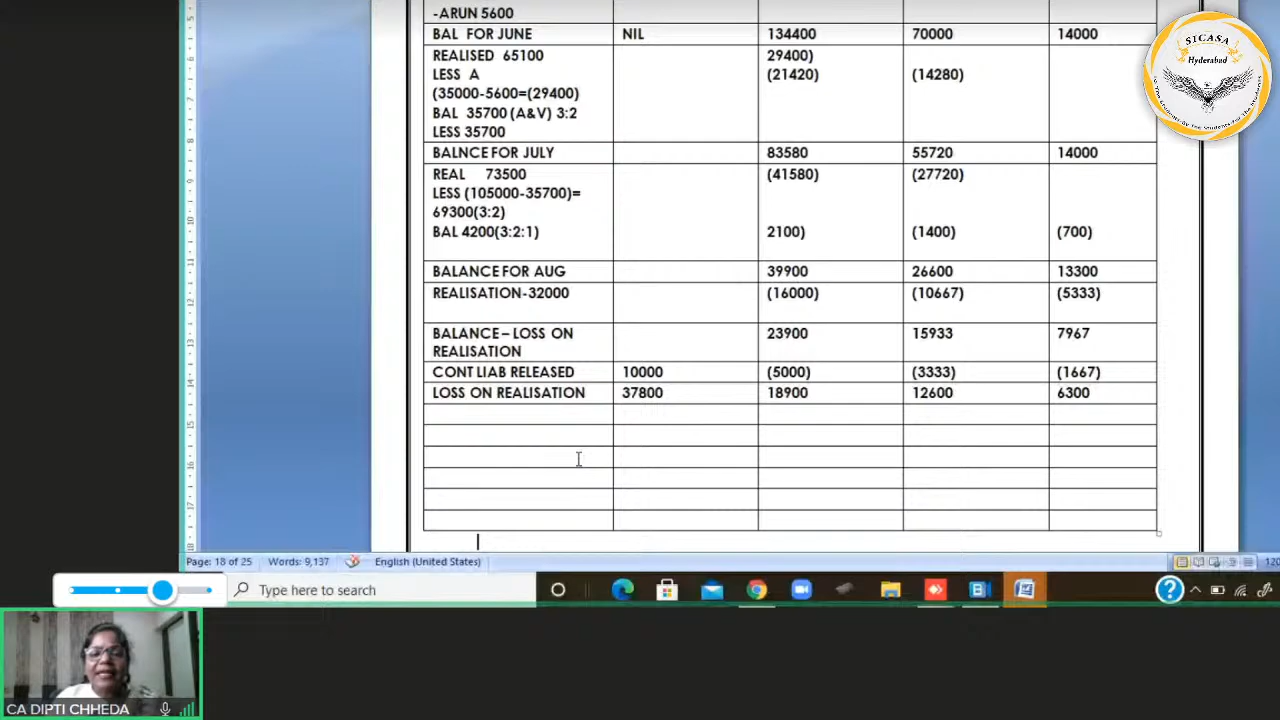 -ARUN 5600
BAL FOR JUNE NIL 134400 70000 14000
REALISED 65100 29400)
LESS A (21420) (14280)
(35000-5600=(29400)
BAL 35700 (A&V) 3:2
LESS 35700
BALNCE FOR JULY 83580 55720 14000
REAL 73500 (41580) (27720)
LESS (105000-35700)=
69300(3:2)
BAL 4200(3:2:1) 2100) (1400) (700)
BALANCE FOR AUG 39900 26600 13300
REALISATION-32000 (16000) (10667) (5333)
BALANCE – LOSS ON 23900 15933 7967
REALISATION
CONT LIAB RELEASED 10000 (5000) (3333) (1667)
LOSS ON REALISATION 37800 18900 12600 6300
SICASA
Hyderabad
Page: 18 of 25 Words: 9,137 English (United States) 120
Type here to search
CA DIPTI CHHEDA